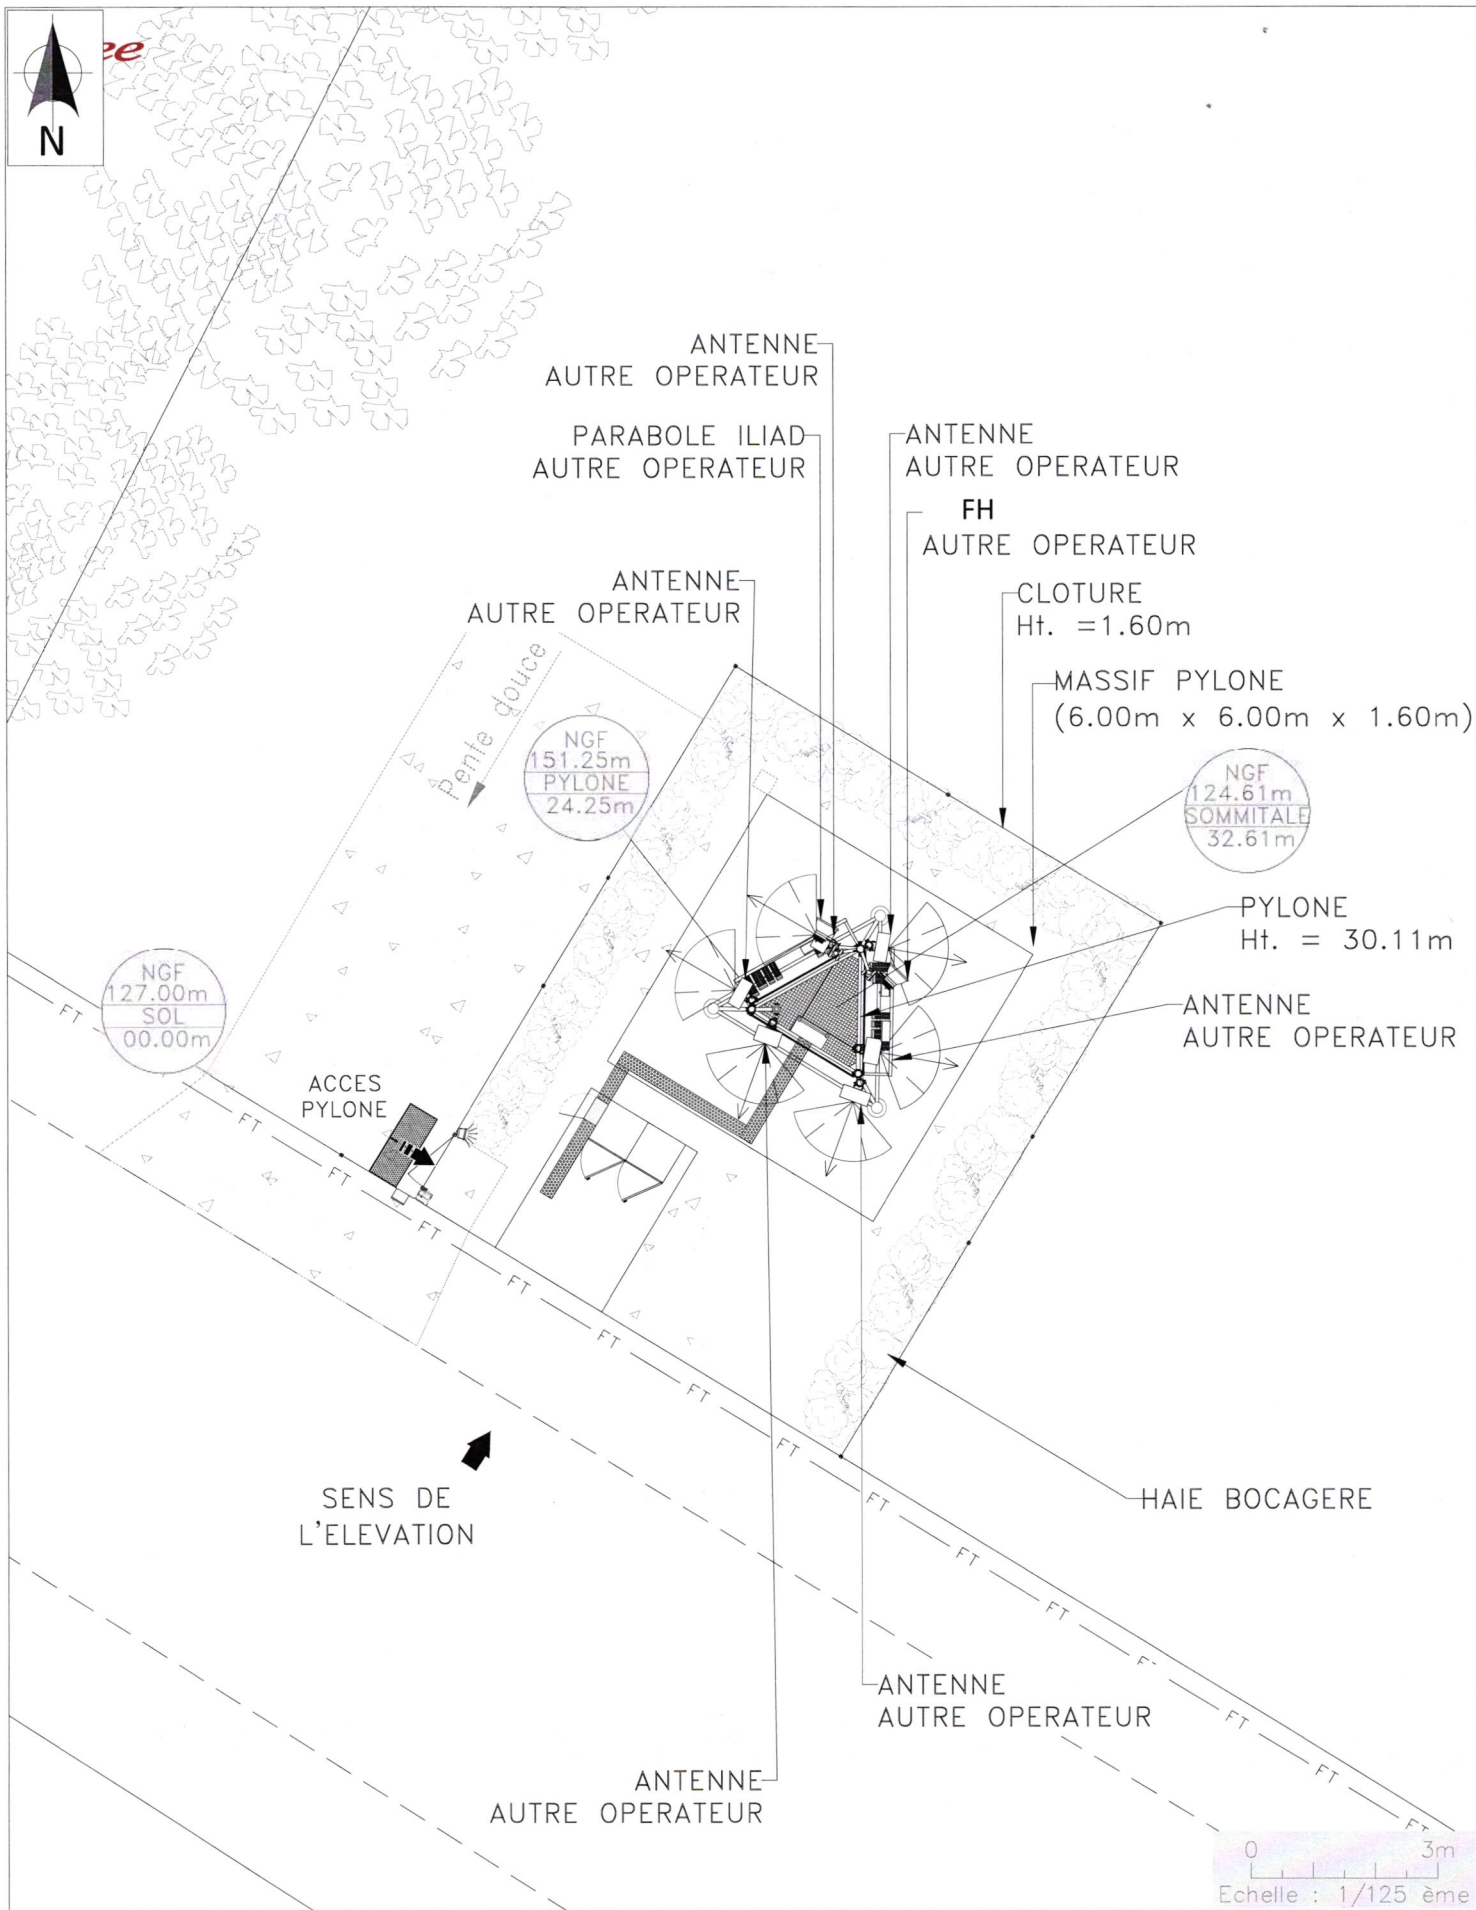 ee
N
ANTENNE
AUTRE OPERATEUR
PARABOLE ILIAD
AUTRE OPERATEUR
ANTENNE
AUTRE OPERATEUR
FH
AUTRE OPERATEUR
ANTENNE
AUTRE OPERATEUR
CLOTURE
Ht. =1.60m
Pente douce
MASSIF PYLONE
(6.00m x 6.00m x 1.60m)
NGF
151.25m
PYLONE
24.25m
NGF
124.61m
SOMMITALE
32.61m
PYLONE
Ht. = 30.11m
NGF
127.00m
SOL
00.00m
ANTENNE
AUTRE OPERATEUR
ACCES
PYLONE
FT
FT
FT
FT
FT
FT
FT
FT
FT
FT
FT
FT
FT
FT
SENS DE
L'ELEVATION
HAIE BOCAGERE
ANTENNE
AUTRE OPERATEUR
ANTENNE
AUTRE OPERATEUR
0 3m
Echelle : 1/125 ème